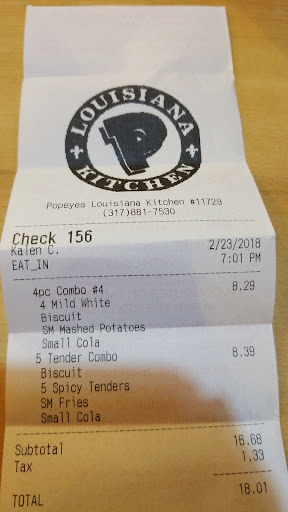 LOUISIANA
P
KITCHEN
Popeyes Louisiana Kitchen #11729
(317)881-7530
Check 156
Kalen C. 2/23/2018
EAT_IN 7:01 PM
4pc Combo #4 8.29
4 Mild White
Biscuit
SM Mashed Potatoes
Small Cola
5 Tender Combo 8.39
Biscuit
5 Spicy Tenders
SM Fries
Small Cola
Subtotal 16.68
Tax 1.33
TOTAL 18.01